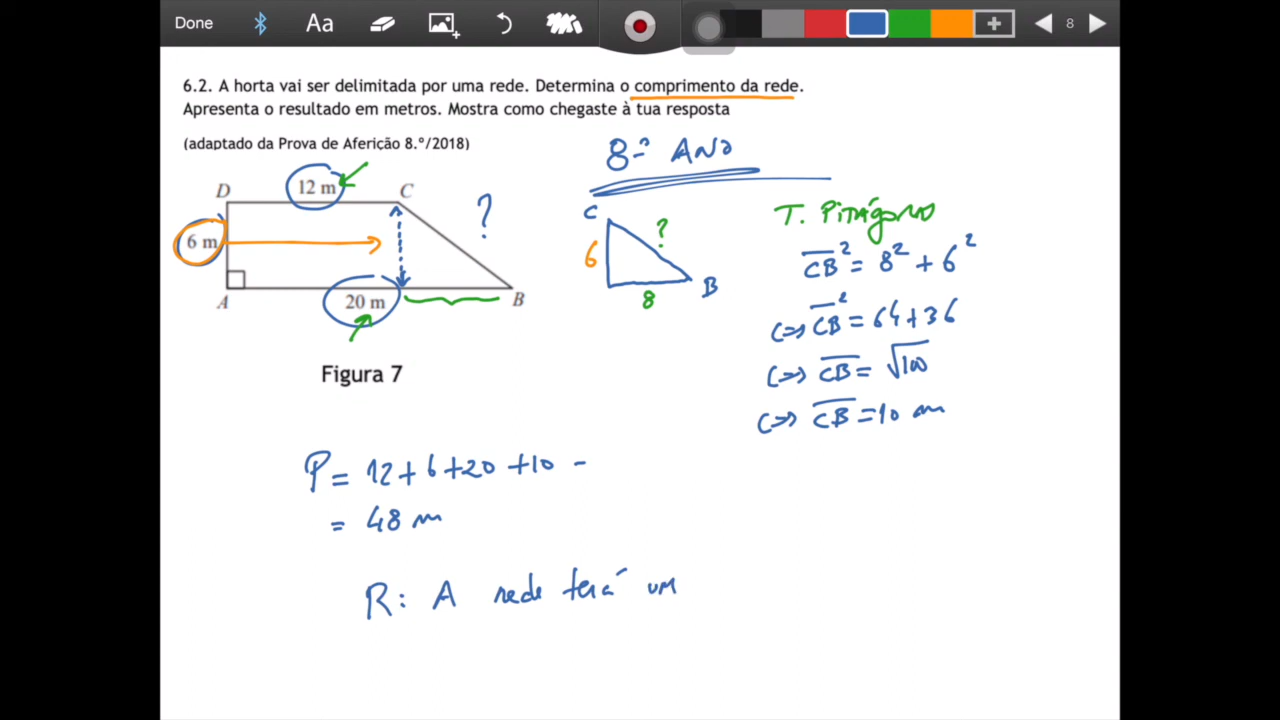 Done
Aa
8
6.2. A horta vai ser delimitada por uma rede. Determina o comprimento da rede.
Apresenta o resultado em metros. Mostra como chegaste à tua resposta
(adaptado da Prova de Aferição 8.º/2018)
8º ANO
D 12 m C
?
6 m
A 20 m B
Figura 7
C
6 ?
8 B
T. Pitágoras
CB² = 8² + 6²
<=> CB² = 64+36
<=> CB = √100
<=> CB = 10 m
P = 12+6+20+10 =
= 48 m
R: A rede terá um